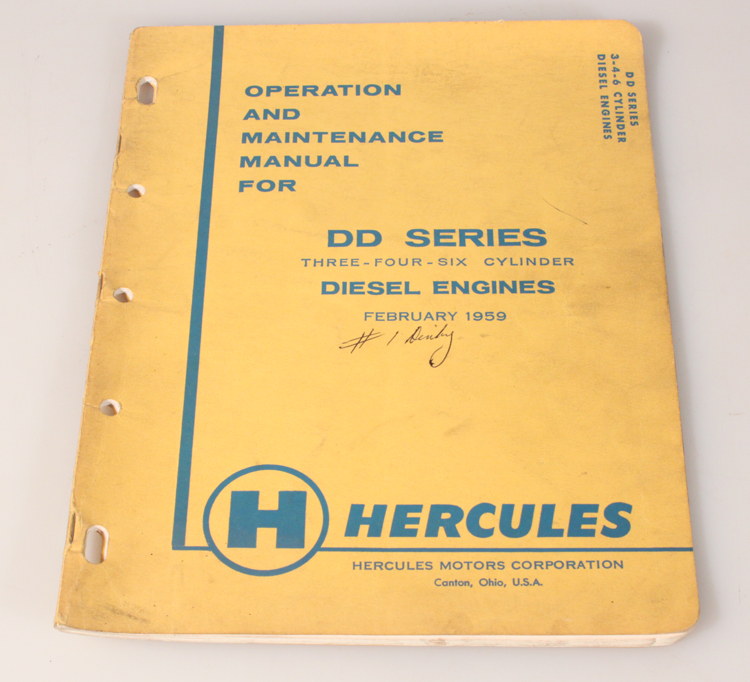 OPERATION
AND
MAINTENANCE
MANUAL
FOR
DD SERIES
3-4-6 CYLINDER
DIESEL ENGINES
DD SERIES
THREE-FOUR-SIX CYLINDER
DIESEL ENGINES
FEBRUARY 1959
# 1
H HERCULES
HERCULES MOTORS CORPORATION
Canton, Ohio, U.S.A.